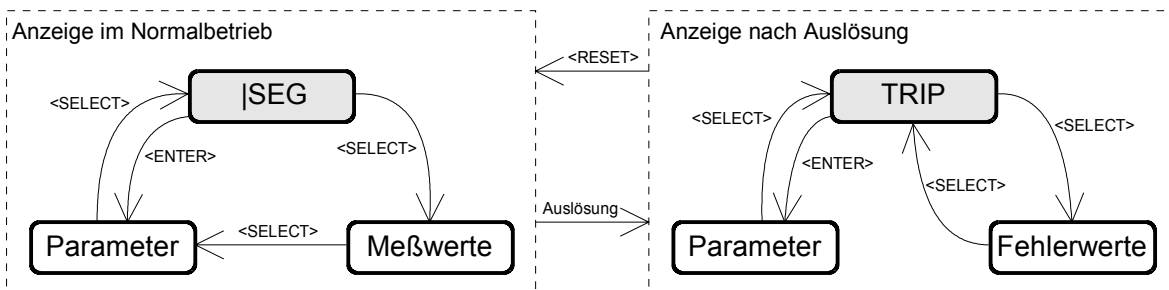 Anzeige im Normalbetrieb
|SEG
<SELECT>
<ENTER>
<SELECT>
Parameter
<SELECT>
Meßwerte
<RESET>
Auslösung
Anzeige nach Auslösung
TRIP
<SELECT>
<ENTER>
<SELECT>
<SELECT>
Parameter
Fehlerwerte